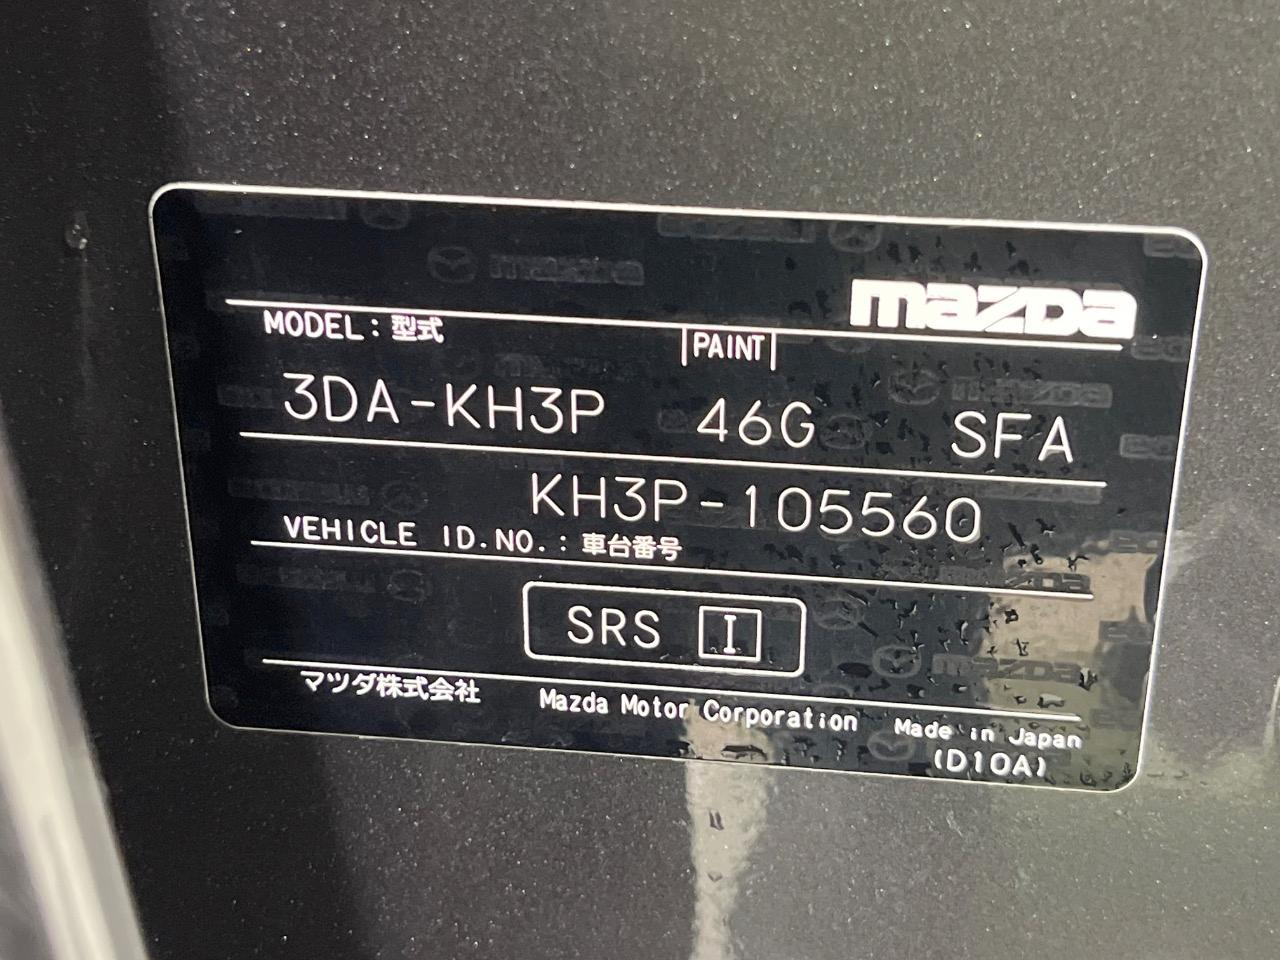 mazda
MODEL:型式 PAINT
3DA-KH3P 46G SFA
KH3P-105560
VEHICLE ID.NO.:車台番号
SRS I
マツダ株式会社 Mazda Motor Corporation Made in Japan
(D10A)